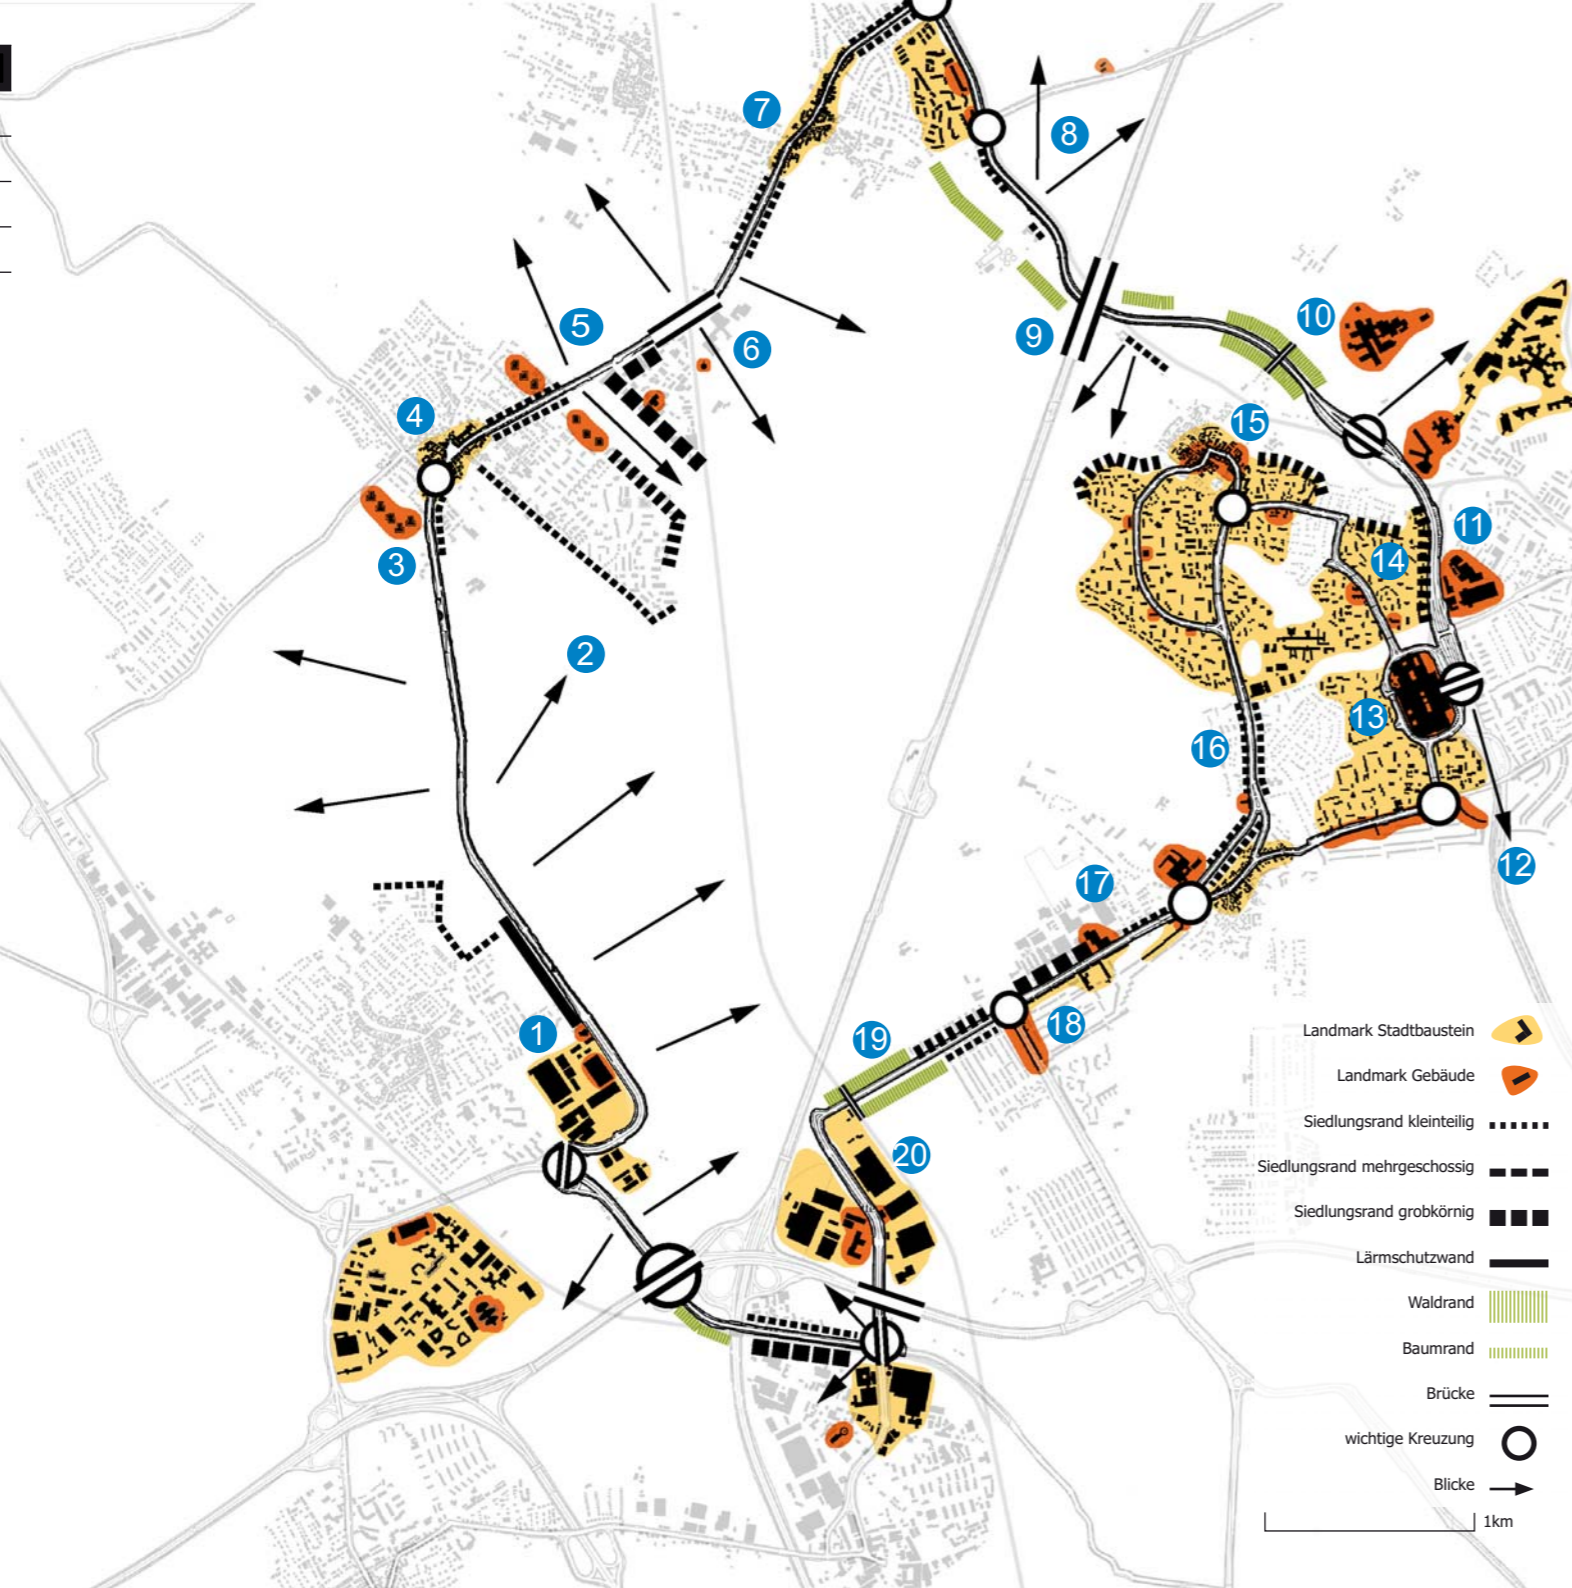 7
8
10
5
9
6
4
15
11
3
14
2
13
16
12
17
1
19
18
20
Landmark Stadtbaustein
Landmark Gebäude
Siedlungsrand kleinteilig
Siedlungsrand mehrgeschossig
Siedlungsrand grobkörnig
Lärmschutzwand
Waldrand
Baumrand
Brücke
wichtige Kreuzung
Blicke
1km